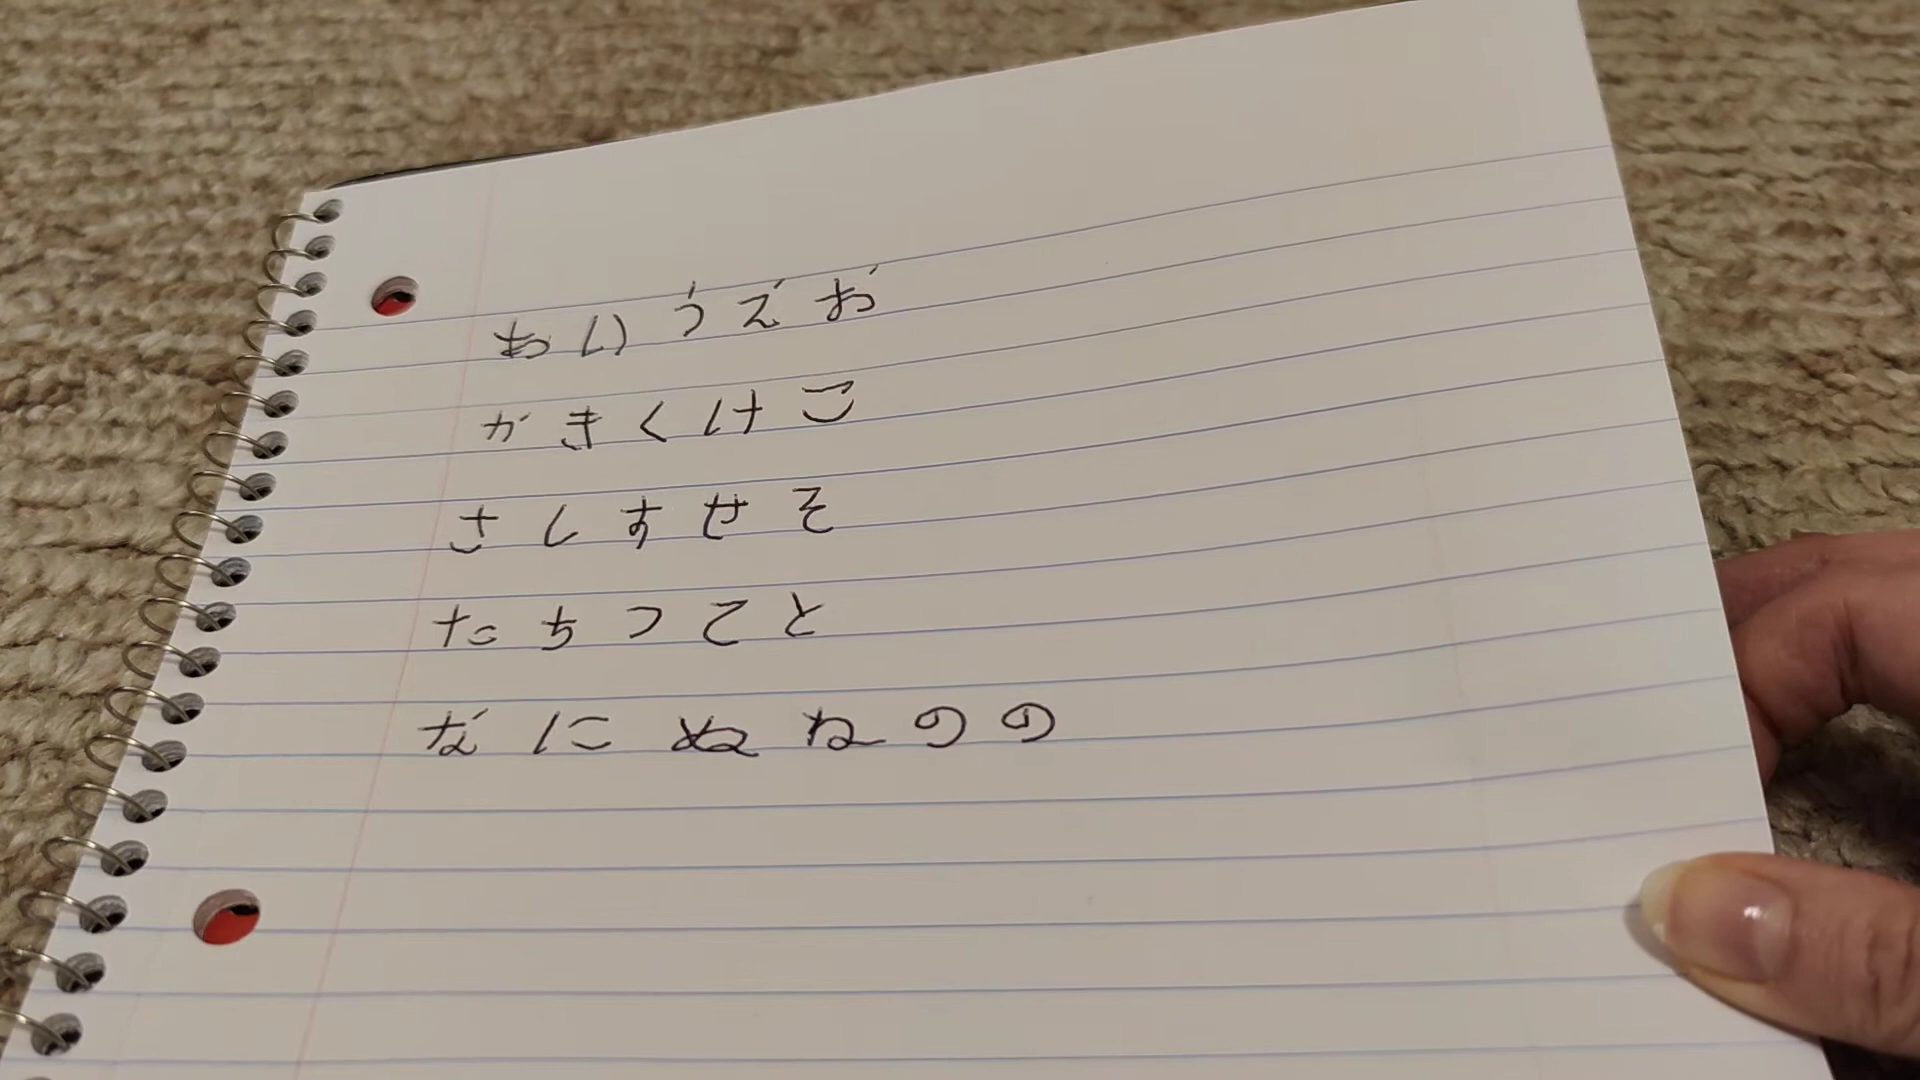 あいうえお
かきくけこ
さしすせそ
たちつてと
なにぬねのの